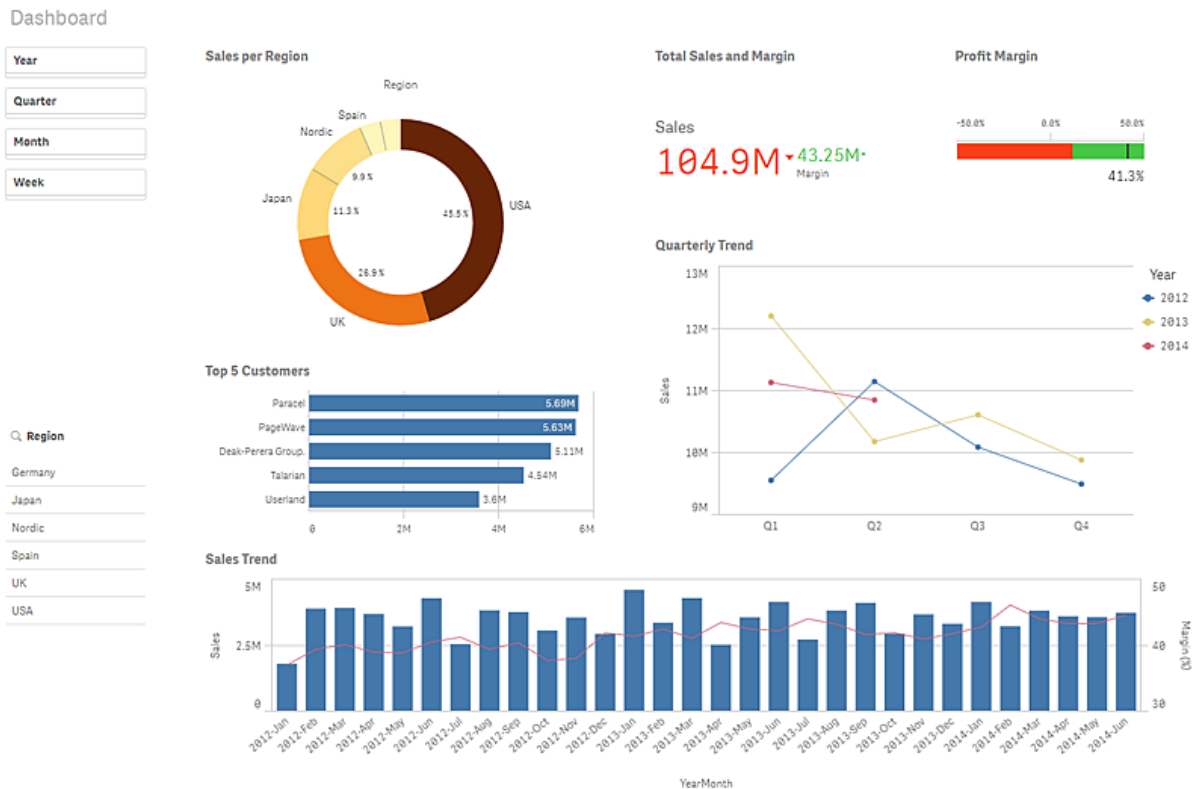 Dashboard
Year
Quarter
Month
Week
Region
Germany
Japan
Nordic
Spain
UK
USA
Sales per Region
Region
Spain
Nordic
Japan
USA
UK
9.9%
11.3%
45.5%
26.9%
Total Sales and Margin
Sales
104.9M
43.25M
Margin
Profit Margin
-50.0% 0.0% 50.0%
41.3%
Top 5 Customers
Paracel 5.69M
PageWave 5.63M
Deak-Perera Group. 5.11M
Talarian 4.54M
Userland 3.6M
0 2M 4M 6M
Quarterly Trend
13M
12M
11M
10M
9M
Sales
Q1 Q2 Q3 Q4
Year
2012
2013
2014
Sales Trend
5M
2.5M
0
Sales
50
40
30
Margin (%)
2012-Jan 2012-Feb 2012-Mar 2012-Apr 2012-May 2012-Jun 2012-Jul 2012-Aug 2012-Sep 2012-Oct 2012-Nov 2012-Dec 2013-Jan 2013-Feb 2013-Mar 2013-Apr 2013-May 2013-Jun 2013-Jul 2013-Aug 2013-Sep 2013-Oct 2013-Nov 2013-Dec 2014-Jan 2014-Feb 2014-Mar 2014-Apr 2014-May 2014-Jun
YearMonth